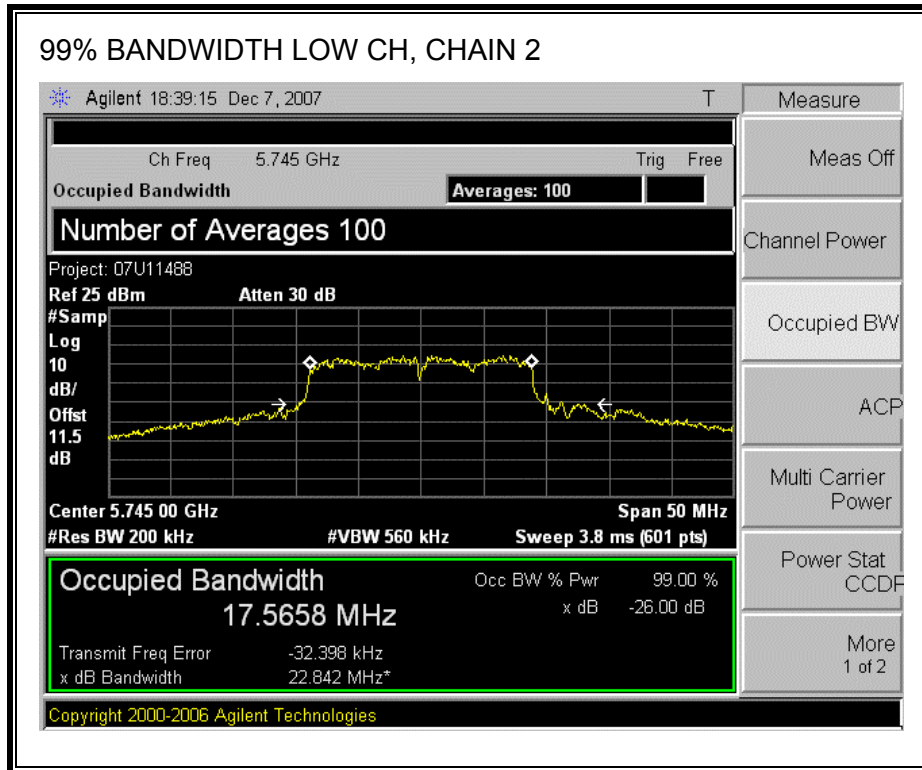 99% BANDWIDTH LOW CH, CHAIN 2
Agilent 18:39:15 Dec 7, 2007 T
Measure
Ch Freq 5.745 GHz Trig Free
Occupied Bandwidth Averages: 100
Number of Averages 100
Project: 07U11488
Ref 25 dBm Atten 30 dB
#Samp
Log
10
dB/
Offst
11.5
dB
Center 5.745 00 GHz Span 50 MHz
#Res BW 200 kHz #VBW 560 kHz Sweep 3.8 ms (601 pts)
Occupied Bandwidth Occ BW % Pwr 99.00 %
17.5658 MHz x dB -26.00 dB
Transmit Freq Error -32.398 kHz
x dB Bandwidth 22.842 MHz*
Meas Off
Channel Power
Occupied BW
ACP
Multi Carrier
Power
Power Stat
CCDF
More
1 of 2
Copyright 2000-2006 Agilent Technologies